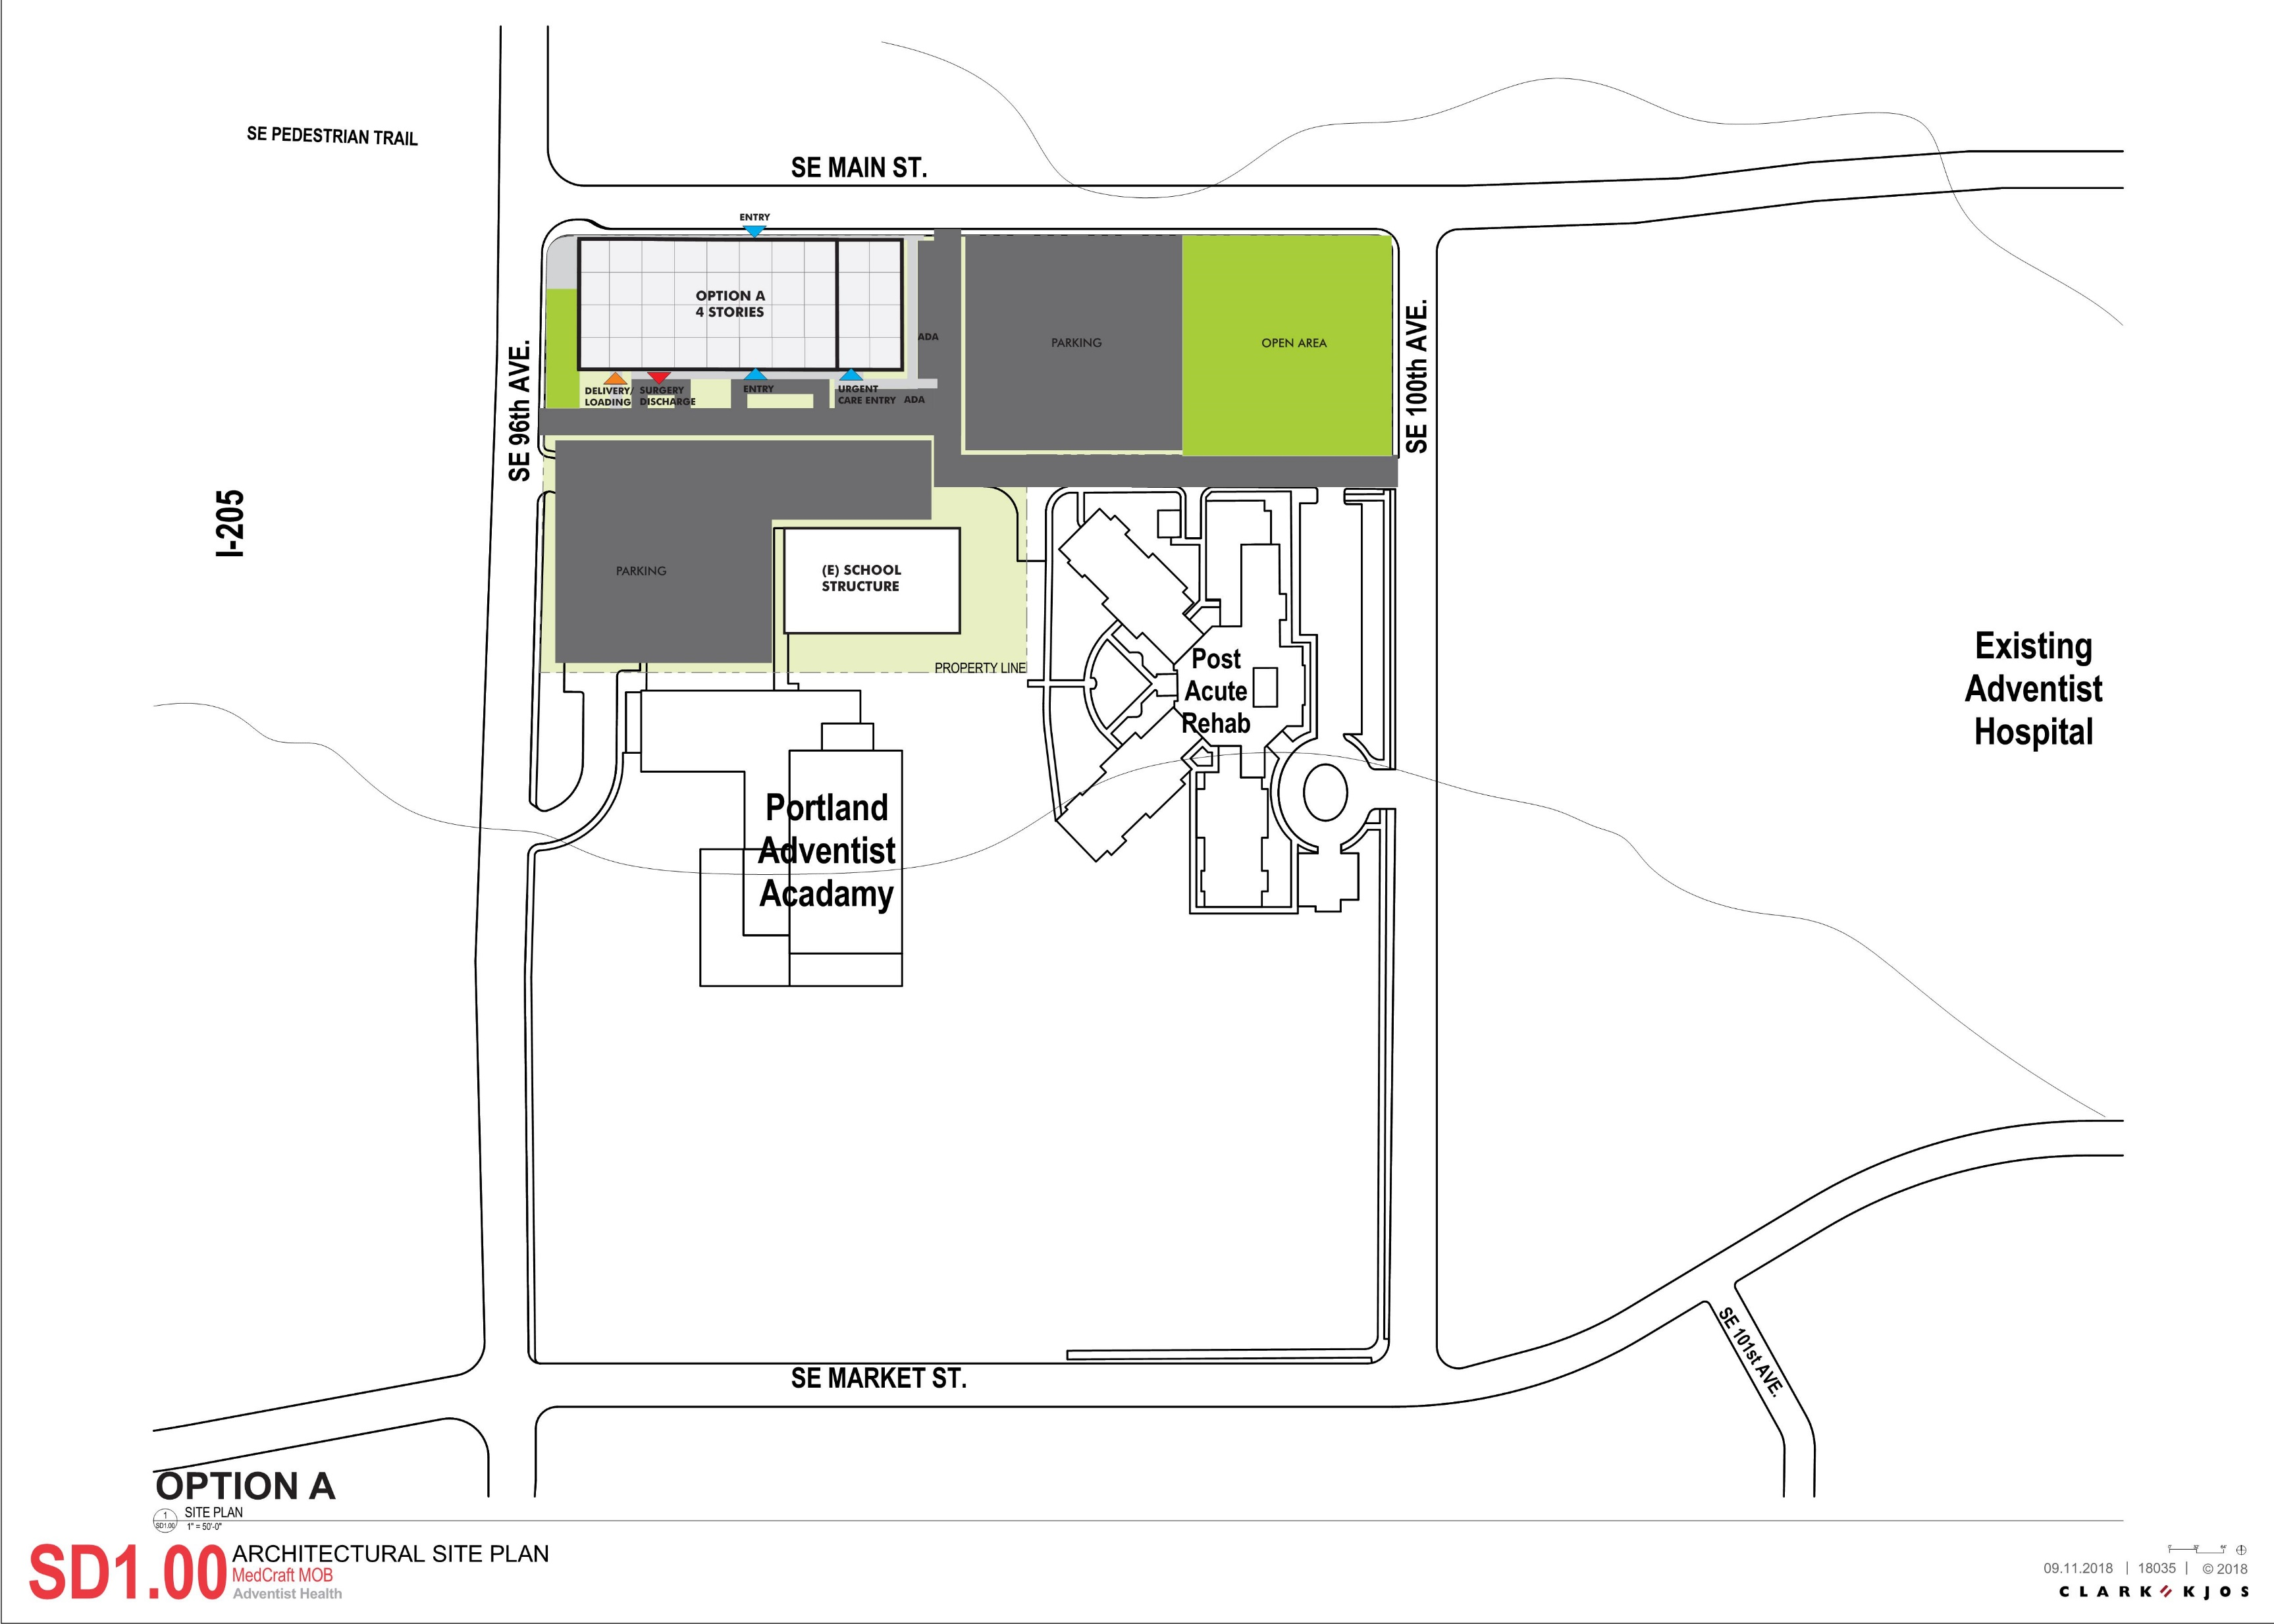 SE PEDESTRIAN TRAIL
SE MAIN ST.
ENTRY
OPTION A
4 STORIES
ADA
PARKING
OPEN AREA
SE 96th AVE.
SE 100th AVE.
DELIVERY/
LOADING
SURGERY
DISCHARGE
ENTRY
URGENT
CARE ENTRY
ADA
I-205
PARKING
(E) SCHOOL
STRUCTURE
PROPERTY LINE
Post
Acute
Rehab
Existing
Adventist
Hospital
Portland
Adventist
Acadamy
SE 101st AVE.
SE MARKET ST.
OPTION A
1
SD1.00
SITE PLAN
1" = 50'-0"
SD1.00
ARCHITECTURAL SITE PLAN
MedCraft MOB
Adventist Health
09.11.2018 | 18035 | © 2018
CLARK KJOS